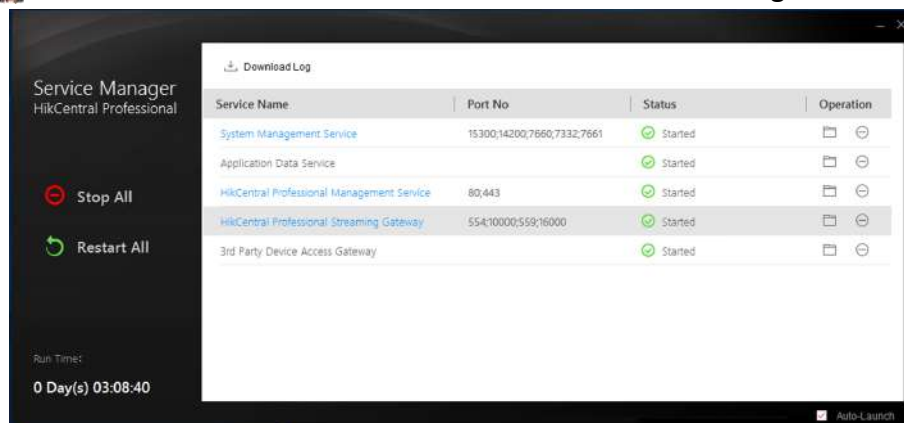 Download Log
Service Manager
HikCentral Professional
Service Name Port No Status Operation
System Management Service 15300;14200;7660;7332;7661 Started
Application Data Service Started
HikCentral Professional Management Service 80;443 Started
HikCentral Professional Streaming Gateway 554;10000;559;16000 Started
3rd Party Device Access Gateway Started
Stop All
Restart All
Run Time:
0 Day(s) 03:08:40
Auto-Launch